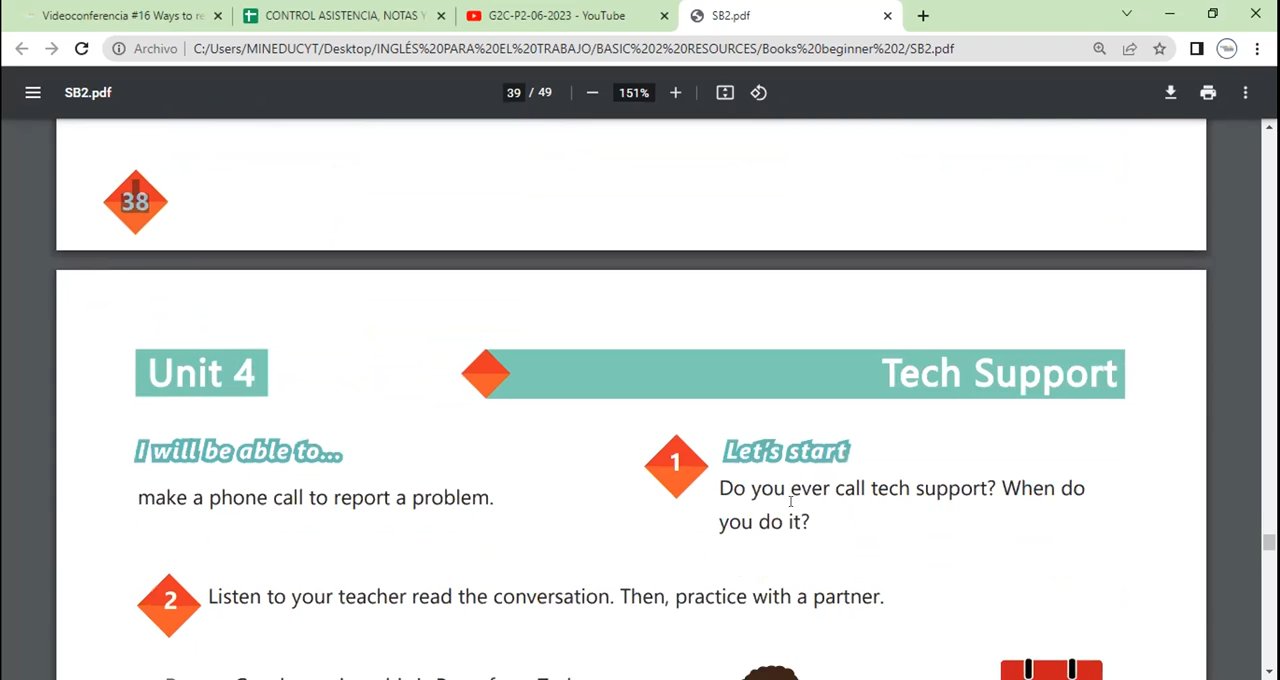 Videoconferencia #16 Ways to re
CONTROL ASISTENCIA, NOTAS Y
G2C-P2-06-2023 - YouTube
SB2.pdf
Archivo
C:/Users/MINEDUCYT/Desktop/INGLÉS%20PARA%20EL%20TRABAJO/BASIC%202%20RESOURCES/Books%20beginner%202/SB2.pdf
SB2.pdf
39 / 49
151%
38
Unit 4
Tech Support
I will be able to...
make a phone call to report a problem.
1
Let's start
Do you ever call tech support? When do
you do it?
2
Listen to your teacher read the conversation. Then, practice with a partner.